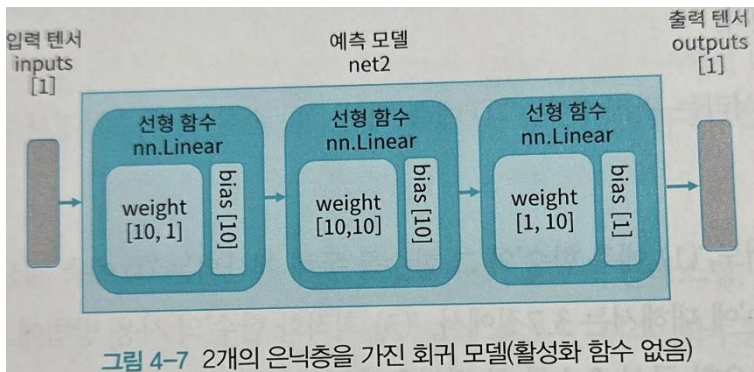 입력 텐서
inputs
[1]
예측 모델
net2
출력 텐서
outputs
[1]
선형 함수
nn.Linear
weight
[10, 1]
bias [10]
선형 함수
nn.Linear
weight
[10,10]
bias [10]
선형 함수
nn.Linear
weight
[1, 10]
bias [1]
그림 4-7 2개의 은닉층을 가진 회귀 모델(활성화 함수 없음)